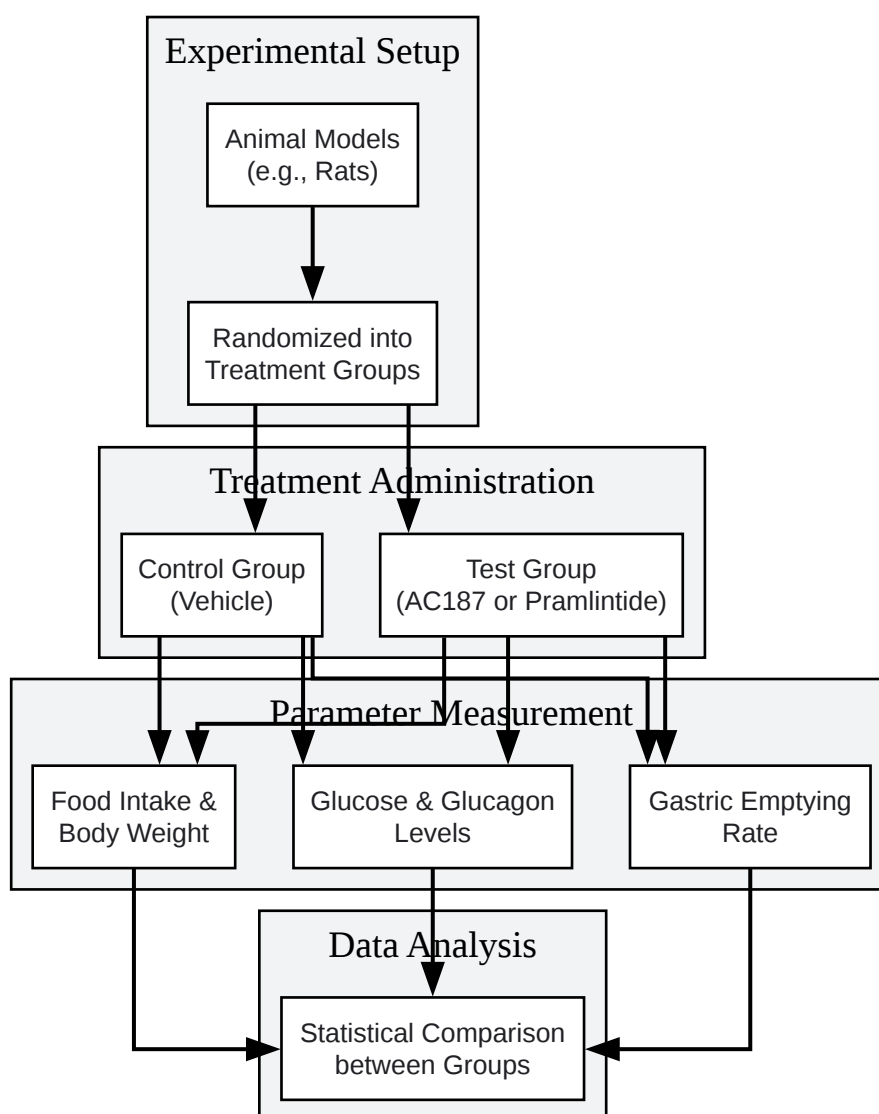 Experimental Setup
Animal Models
(e.g., Rats)
Randomized into
Treatment Groups
Treatment Administration
Control Group
(Vehicle)
Test Group
(AC187 or Pramlintide)
Parameter Measurement
Food Intake &
Body Weight
Glucose & Glucagon
Levels
Gastric Emptying
Rate
Data Analysis
Statistical Comparison
between Groups